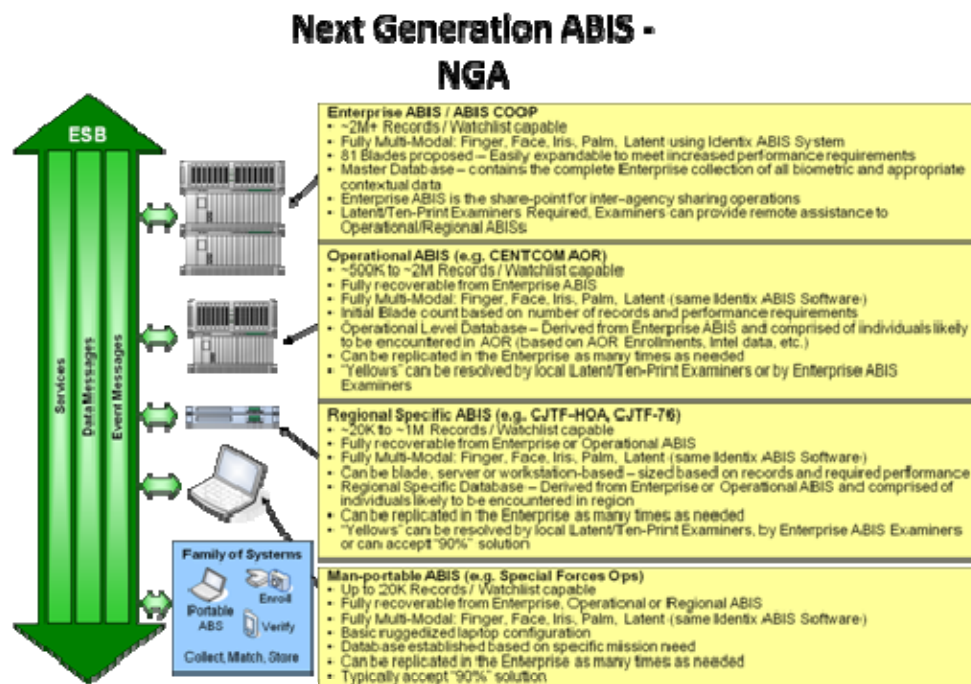 Next Generation ABIS -
NGA
ESB
Services
Data Messages
Event Messages
Enterprise ABIS / ABIS COOP
• ~2M+ Records / Watchlist capable
• Fully Multi-Modal: Finger, Face, Iris, Palm, Latent using Identix ABIS System
• 81 Blades proposed – Easily expandable to meet increased performance requirements
• Master Database – contains the complete Enterprise collection of all biometric and appropriate
contextual data
• Enterprise ABIS is the share-point for inter-agency sharing operations
• Latent/Ten-Print Examiners Required, Examiners can provide remote assistance to
Operational/Regional ABISs
Operational ABIS (e.g. CENTCOM AOR)
• ~500K to ~2M Records / Watchlist capable
• Fully recoverable from Enterprise ABIS
• Fully Multi-Modal: Finger, Face, Iris, Palm, Latent (same Identix ABIS Software)
• Initial Blade count based on number of records and performance requirements
• Operational Level Database – Derived from Enterprise ABIS and comprised of individuals likely
to be encountered in AOR (based on AOR Enrollments, Intel data, etc.)
• Can be replicated in the Enterprise as many times as needed
• "Yellows" can be resolved by local Latent/Ten-Print Examiners or by Enterprise ABIS
Examiners
Regional Specific ABIS (e.g. CJTF-HOA, CJTF-76)
• ~20K to ~1M Records / Watchlist capable
• Fully recoverable from Enterprise or Operational ABIS
• Fully Multi-Modal: Finger, Face, Iris, Palm, Latent (same Identix ABIS Software)
• Can be blade, server or workstation-based – sized based on records and required performance
• Regional Specific Database – Derived from Enterprise or Operational ABIS and comprised of
individuals likely to be encountered in region
• Can be replicated in the Enterprise as many times as needed
• "Yellows" can be resolved by local Latent/Ten-Print Examiners, by Enterprise ABIS Examiners
or can accept "90%" solution
Family of Systems
Portable
ABS
Enroll
Verify
Collect, Match, Store
Man-portable ABIS (e.g. Special Forces Ops)
• Up to 20K Records / Watchlist capable
• Fully recoverable from Enterprise, Operational or Regional ABIS
• Fully Multi-Modal: Finger, Face, Iris, Palm, Latent (same Identix ABIS Software)
• Basic ruggedized laptop configuration
• Database established based on specific mission need
• Can be replicated in the Enterprise as many times as needed
• Typically accept "90%" solution